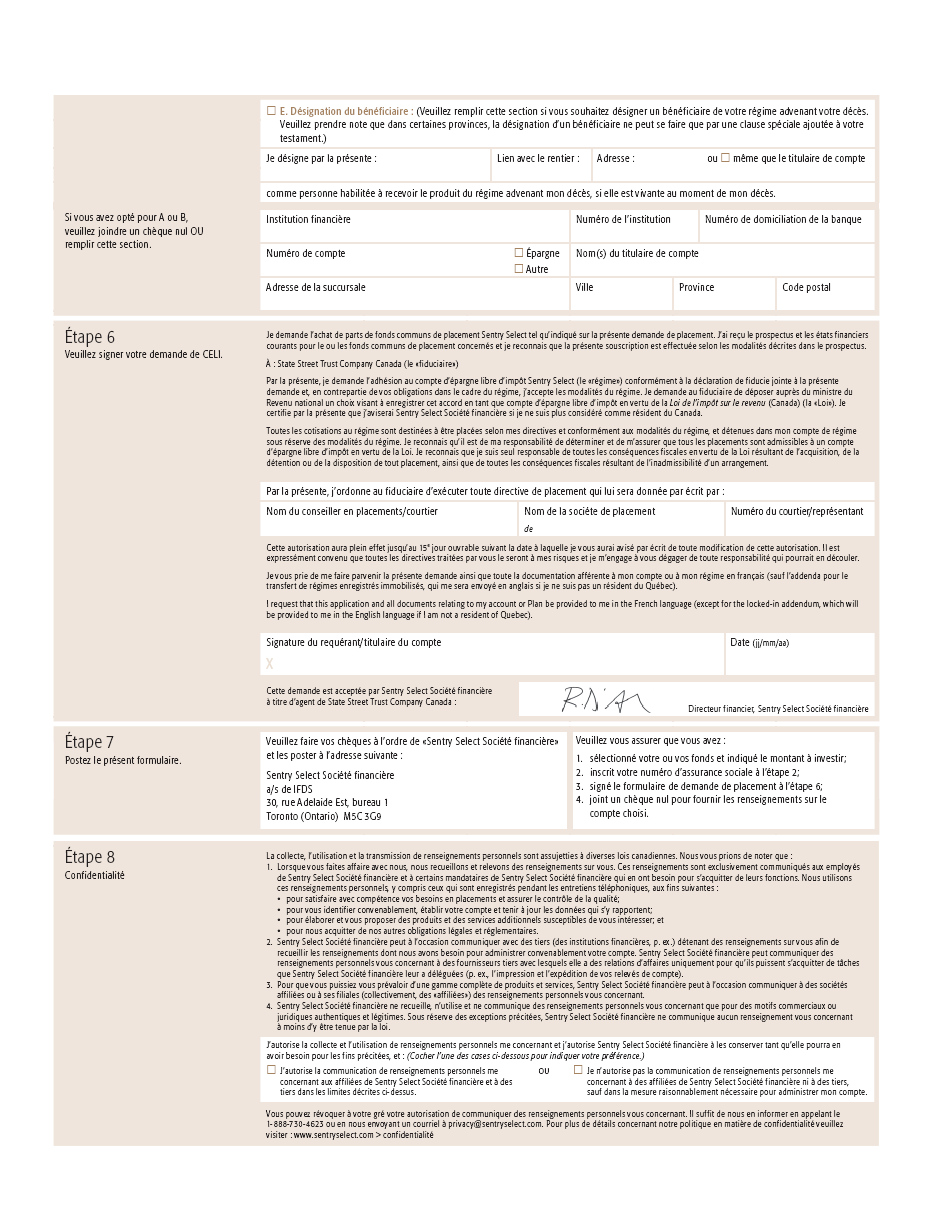 ☐ E. Désignation du bénéficiaire : (Veuillez remplir cette section si vous souhaitez désigner un bénéficiaire de votre régime advenant votre décès.
Veuillez prendre note que dans certaines provinces, la désignation d'un bénéficiaire ne peut se faire que par une clause spéciale ajoutée à votre
testament.)
Je désigne par la présente : Lien avec le rentier : Adresse : ou ☐ même que le titulaire de compte
comme personne habilitée à recevoir le produit du régime advenant mon décès, si elle est vivante au moment de mon décès.
Si vous avez opté pour A ou B,
veuillez joindre un chèque nul OU
remplir cette section.
Institution financière Numéro de l'institution Numéro de domiciliation de la banque
Numéro de compte ☐ Épargne Nom(s) du titulaire de compte
☐ Autre
Adresse de la succursale Ville Province Code postal
Étape 6
Veuillez signer votre demande de CELI.
Je demande l'achat de parts de fonds communs de placement Sentry Select tel qu'indiqué sur la présente demande de placement. J'ai reçu le prospectus et les états financiers
courants pour le ou les fonds communs de placement concernés et je reconnais que la présente souscription est effectuée selon les modalités décrites dans le prospectus.
À : State Street Trust Company Canada (le «fiduciaire»)
Par la présente, je demande l'adhésion au compte d'épargne libre d'impôt Sentry Select (le «régime») conformément à la déclaration de fiducie jointe à la présente
demande et, en contrepartie de vos obligations dans le cadre du régime, j'accepte les modalités du régime. Je demande au fiduciaire de déposer auprès du ministre du
Revenu national un choix visant à enregistrer cet accord en tant que compte d'épargne libre d'impôt en vertu de la Loi de l'impôt sur le revenu (Canada) (la «Loi»). Je
certifie par la présente que j'aviserai Sentry Select Société financière si je ne suis plus considéré comme résident du Canada.
Toutes les cotisations au régime sont destinées à être placées selon mes directives et conformément aux modalités du régime, et détenues dans mon compte de régime
sous réserve des modalités du régime. Je reconnais qu'il est de ma responsabilité de déterminer et de m'assurer que tous les placements sont admissibles à un compte
d'épargne libre d'impôt en vertu de la Loi. Je reconnais que je suis seul responsable de toutes les conséquences fiscales en vertu de la Loi résultant de l'acquisition, de la
détention ou de la disposition de tout placement, ainsi que de toutes les conséquences fiscales résultant de l'inadmissibilité d'un arrangement.
Par la présente, j'ordonne au fiduciaire d'exécuter toute directive de placement qui lui sera donnée par écrit par :
Nom du conseiller en placements/courtier Nom de la société de placement Numéro du courtier/représentant
de
Cette autorisation aura plein effet jusqu'au 15e jour ouvrable suivant la date à laquelle je vous aurai avisé par écrit de toute modification de cette autorisation. Il est
expressément convenu que toutes les directives traitées par vous le seront à mes risques et je m'engage à vous dégager de toute responsabilité qui pourrait en découler.
Je vous prie de me faire parvenir la présente demande ainsi que toute la documentation afférente à mon compte ou à mon régime en français (sauf l'addenda pour le
transfert de régimes enregistrés immobilisés, qui me sera envoyé en anglais si je ne suis pas un résident du Québec).
I request that this application and all documents relating to my account or Plan be provided to me in the French language (except for the locked-in addendum, which will
be provided to me in the English language if I am not a resident of Quebec).
Signature du requérant/titulaire du compte Date (jj/mm/aa)
X
Cette demande est acceptée par Sentry Select Société financière
à titre d'agent de State Street Trust Company Canada :
Directeur financier, Sentry Select Société financière
Étape 7
Postez le présent formulaire.
Veuillez faire vos chèques à l'ordre de «Sentry Select Société financière»
et les poster à l'adresse suivante :
Sentry Select Société financière
a/s de IFDS
30, rue Adelaide Est, bureau 1
Toronto (Ontario) M5C 3G9
Veuillez vous assurer que vous avez :
1. sélectionné votre ou vos fonds et indiqué le montant à investir;
2. inscrit votre numéro d'assurance sociale à l'étape 2;
3. signé le formulaire de demande de placement à l'étape 6;
4. joint un chèque nul pour fournir les renseignements sur le
compte choisi.
Étape 8
Confidentialité
La collecte, l'utilisation et la transmission de renseignements personnels sont assujetties à diverses lois canadiennes. Nous vous prions de noter que :
1. Lorsque vous faites affaire avec nous, nous recueillons et relevons des renseignements sur vous. Ces renseignements sont exclusivement communiqués aux employés
de Sentry Select Société financière et à certains mandataires de Sentry Select Société financière qui en ont besoin pour s'acquitter de leurs fonctions. Nous utilisons
ces renseignements personnels, y compris ceux qui sont enregistrés pendant les entretiens téléphoniques, aux fins suivantes :
• pour satisfaire avec compétence vos besoins en placements et assurer le contrôle de la qualité;
• pour vous identifier convenablement, établir votre compte et tenir à jour les données qui s'y rapportent;
• pour élaborer et vous proposer des produits et des services additionnels susceptibles de vous intéresser; et
• pour nous acquitter de nos autres obligations légales et réglementaires.
2. Sentry Select Société financière peut à l'occasion communiquer avec des tiers (des institutions financières, p. ex.) détenant des renseignements sur vous afin de
recueillir les renseignements dont nous avons besoin pour administrer convenablement votre compte. Sentry Select Société financière peut communiquer des
renseignements personnels vous concernant à des fournisseurs tiers avec lesquels elle a des relations d'affaires uniquement pour qu'ils puissent s'acquitter de tâches
que Sentry Select Société financière leur a déléguées (p. ex., l'impression et l'expédition de vos relevés de compte).
3. Pour que vous puissiez vous prévaloir d'une gamme complète de produits et services, Sentry Select Société financière peut à l'occasion communiquer à des sociétés
affiliées ou à ses filiales (collectivement, des «affiliées») des renseignements personnels vous concernant.
4. Sentry Select Société financière ne recueille, n'utilise et ne communique des renseignements personnels vous concernant que pour des motifs commerciaux ou
juridiques authentiques et légitimes. Sous réserve des exceptions précitées, Sentry Select Société financière ne communique aucun renseignement vous concernant
à moins d'y être tenue par la loi.
J'autorise la collecte et l'utilisation de renseignements personnels me concernant et j'autorise Sentry Select Société financière à les conserver tant qu'elle pourra en
avoir besoin pour les fins précitées, et : (Cocher l'une des cases ci-dessous pour indiquer votre préférence.)
☐ J'autorise la communication de renseignements personnels me
concernant aux affiliées de Sentry Select Société financière et à des
tiers dans les limites décrites ci-dessus.
OU
☐ Je n'autorise pas la communication de renseignements personnels me
concernant à des affiliées de Sentry Select Société financière ni à des tiers,
sauf dans la mesure raisonnablement nécessaire pour administrer mon compte.
Vous pouvez révoquer à votre gré votre autorisation de communiquer des renseignements personnels vous concernant. Il suffit de nous en informer en appelant le
1-888-730-4623 ou en nous envoyant un courriel à privacy@sentryselect.com. Pour plus de détails concernant notre politique en matière de confidentialité veuillez
visiter : www.sentryselect.com > confidentialité